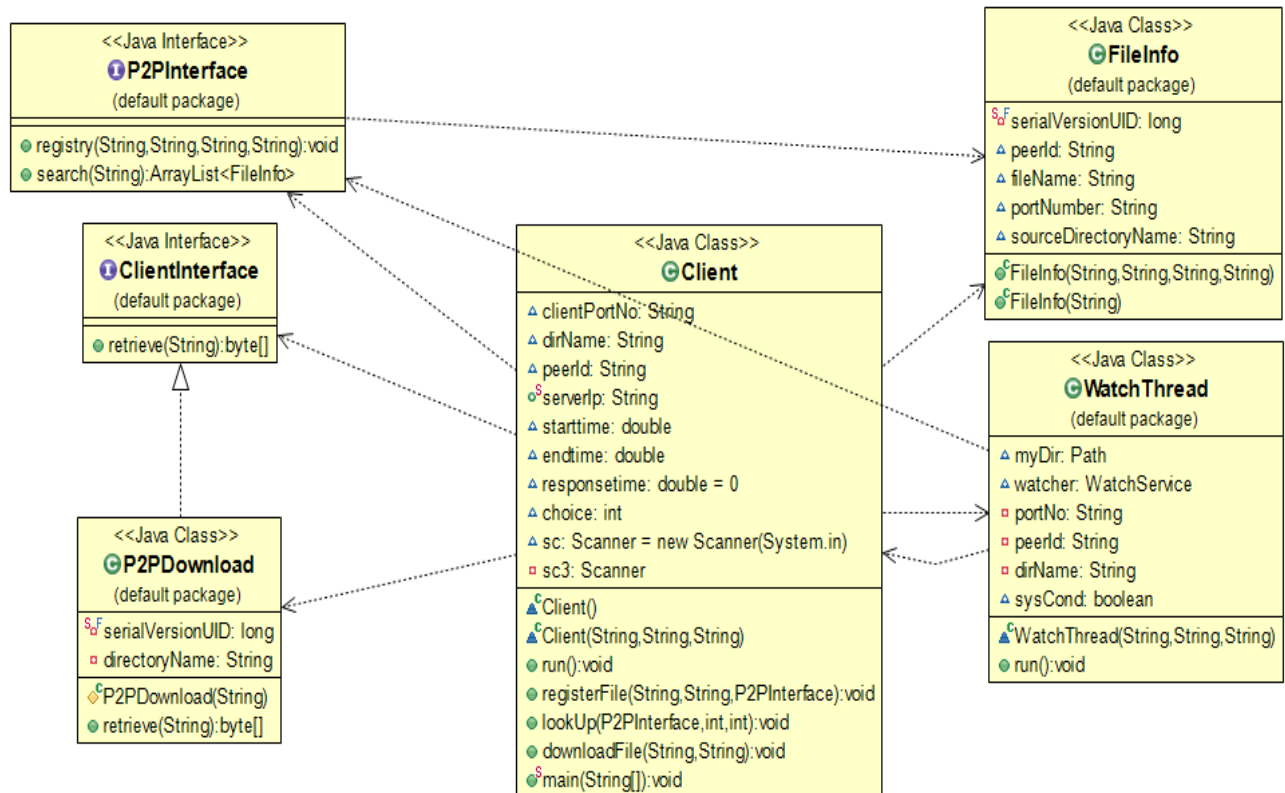 <<Java Interface>>
P2PInterface
(default package)
registry(String,String,String,String):void
search(String):ArrayList<FileInfo>
<<Java Interface>>
ClientInterface
(default package)
retrieve(String):byte[]
<<Java Class>>
P2PDownload
(default package)
serialVersionUID: long
directoryName: String
P2PDownload(String)
retrieve(String):byte[]
<<Java Class>>
Client
clientPortNo: String
dirName: String
peerId: String
serverIp: String
starttime: double
endtime: double
responsetime: double = 0
choice: int
sc: Scanner = new Scanner(System.in)
sc3: Scanner
Client()
Client(String,String,String)
run():void
registerFile(String,String,P2PInterface):void
lookUp(P2PInterface,int,int):void
downloadFile(String,String):void
main(String[]):void
<<Java Class>>
FileInfo
(default package)
serialVersionUID: long
peerId: String
fileName: String
portNumber: String
sourceDirectoryName: String
FileInfo(String,String,String,String)
FileInfo(String)
<<Java Class>>
WatchThread
(default package)
myDir: Path
watcher: WatchService
portNo: String
peerId: String
dirName: String
sysCond: boolean
WatchThread(String,String,String)
run():void